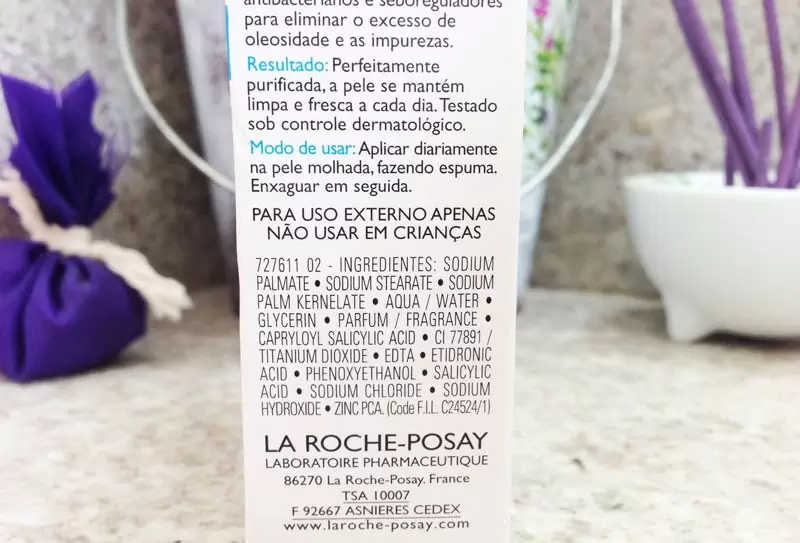 antibacterianos e seborreguladores
para eliminar o excesso de
oleosidade e as impurezas.
Resultado: Perfeitamente
purificada, a pele se mantém
limpa e fresca a cada dia. Testado
sob controle dermatológico.
Modo de usar: Aplicar diariamente
na pele molhada, fazendo espuma.
Enxaguar em seguida.
PARA USO EXTERNO APENAS
NÃO USAR EM CRIANÇAS
727611 02 - INGREDIENTES: SODIUM
PALMATE • SODIUM STEARATE • SODIUM
PALM KERNELATE • AQUA / WATER •
GLYCERIN • PARFUM / FRAGRANCE •
CAPRYLOYL SALICYLIC ACID • CI 77891 /
TITANIUM DIOXIDE • EDTA • ETIDRONIC
ACID • PHENOXYETHANOL • SALICYLIC
ACID • SODIUM CHLORIDE • SODIUM
HYDROXIDE • ZINC PCA. (Code F.I.L. C24524/1)
LA ROCHE-POSAY
LABORATOIRE PHARMACEUTIQUE
86270 La Roche-Posay. France
TSA 10007
F 92667 ASNIERES CEDEX
www.laroche-posay.com